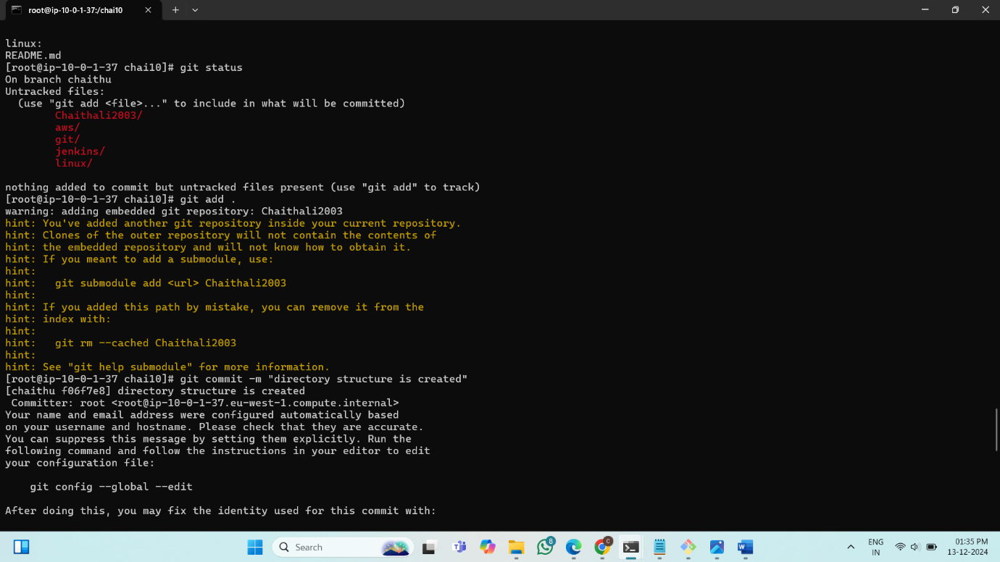 root@ip-10-0-1-37:/chai10
linux:
README.md
[root@ip-10-0-1-37 chai10]# git status
On branch chaithu
Untracked files:
  (use "git add <file>..." to include in what will be committed)
        Chaithali2003/
        aws/
        git/
        jenkins/
        linux/

nothing added to commit but untracked files present (use "git add" to track)
[root@ip-10-0-1-37 chai10]# git add .
warning: adding embedded git repository: Chaithali2003
hint: You've added another git repository inside your current repository.
hint: Clones of the outer repository will not contain the contents of
hint: the embedded repository and will not know how to obtain it.
hint: If you meant to add a submodule, use:
hint:
hint:   git submodule add <url> Chaithali2003
hint:
hint: If you added this path by mistake, you can remove it from the
hint: index with:
hint:
hint:   git rm --cached Chaithali2003
hint:
hint: See "git help submodule" for more information.
[root@ip-10-0-1-37 chai10]# git commit -m "directory structure is created"
[chaithu f06f7e8] directory structure is created
 Committer: root <root@ip-10-0-1-37.eu-west-1.compute.internal>
Your name and email address were configured automatically based
on your username and hostname. Please check that they are accurate.
You can suppress this message by setting them explicitly. Run the
following command and follow the instructions in your editor to edit
your configuration file:

    git config --global --edit

After doing this, you may fix the identity used for this commit with:
Search
8
C
ENG
IN
01:35 PM
13-12-2024